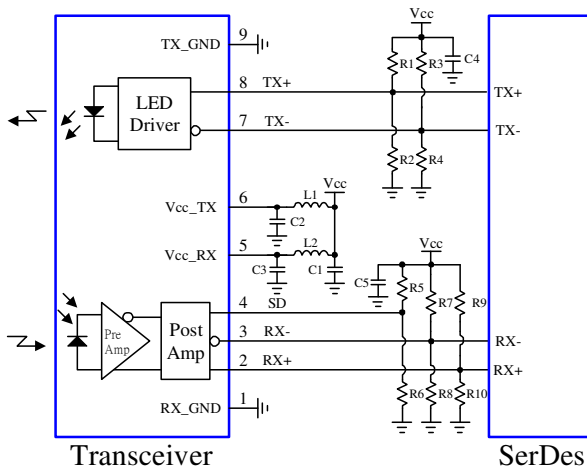 Vcc
TX_GND
9
R1
R3
C4
LED
Driver
8
TX+
TX+
7
TX-
TX-
R2
R4
Vcc_TX
6
L1
Vcc
C2
Vcc_RX
5
L2
Vcc
C3
C1
C5
R5
R7
R9
4
SD
Pre
Amp
Post
Amp
3
RX-
RX-
2
RX+
RX+
R6
R8
R10
RX_GND
1
Transceiver
SerDes